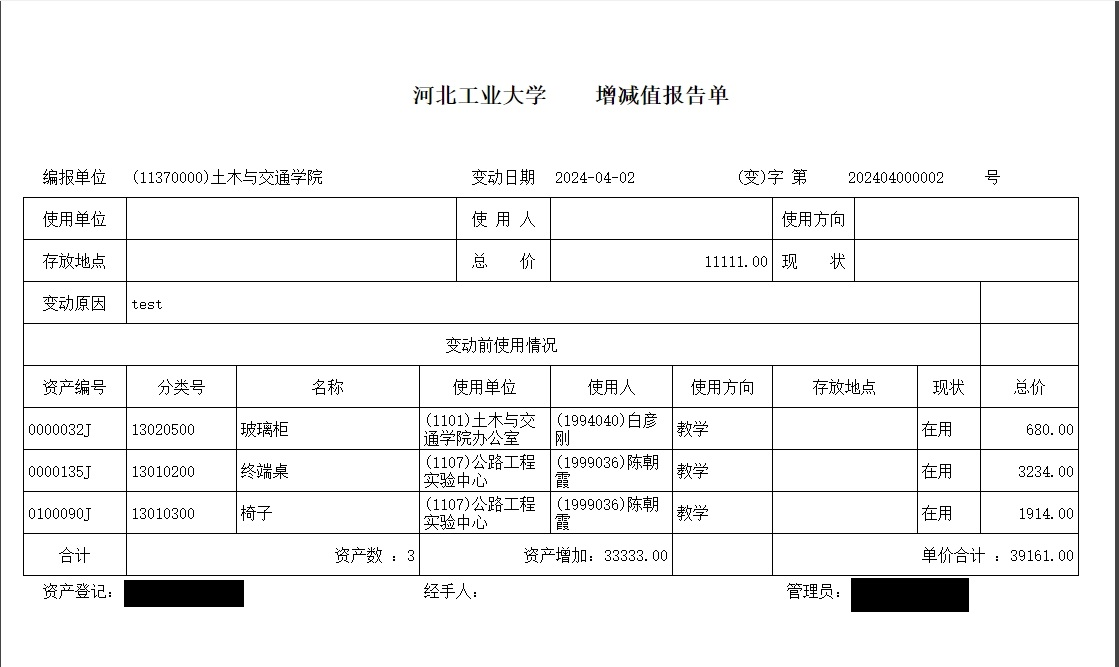 河北工业大学 增减值报告单
编报单位 (11370000)土木与交通学院 变动日期 2024-04-02 (变)字 第 202404000002 号
使用单位 使 用 人 使用方向
存放地点 总 价 11111.00 现 状
变动原因 test
变动前使用情况
资产编号 分类号 名称 使用单位 使用人 使用方向 存放地点 现状 总价
0000032J 13020500 玻璃柜 (1101)土木与交通学院办公室 (1994040)白彦刚 教学 在用 680.00
0000135J 13010200 终端桌 (1107)公路工程实验中心 (1999036)陈朝霞 教学 在用 3234.00
0100090J 13010300 椅子 (1107)公路工程实验中心 (1999036)陈朝霞 教学 在用 1914.00
合计 资产数 : 3 资产增加: 33333.00 单价合计 : 39161.00
资产登记: 经手人: 管理员: